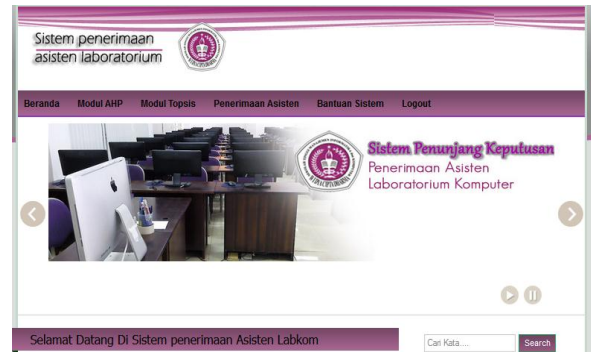 Sistem penerimaan
asisten laboratorium
Beranda Modul AHP Modul Topsis Penerimaan Asisten Bantuan Sistem Logout
Sistem Penunjang Keputusan
Penerimaan Asisten
Laboratorium Komputer
Selamat Datang Di Sistem penerimaan Asisten Labkom
Cari Kata.... Search